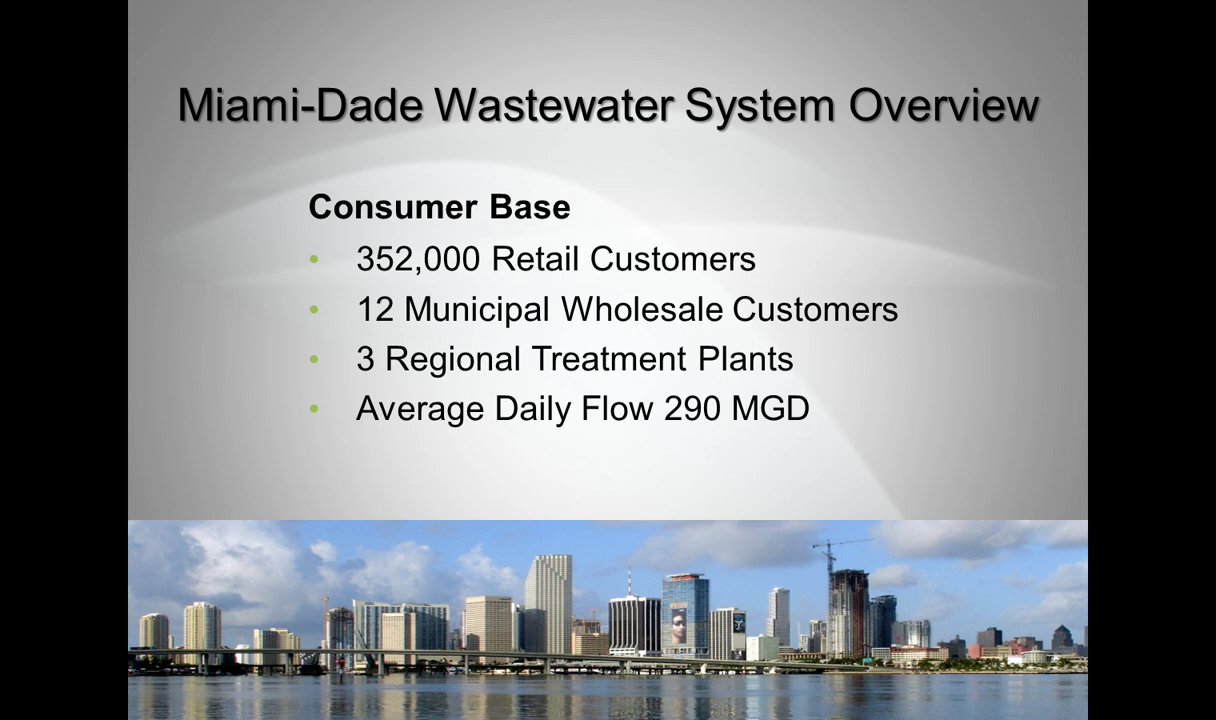 Miami-Dade Wastewater System Overview
Consumer Base
• 352,000 Retail Customers
• 12 Municipal Wholesale Customers
• 3 Regional Treatment Plants
• Average Daily Flow 290 MGD